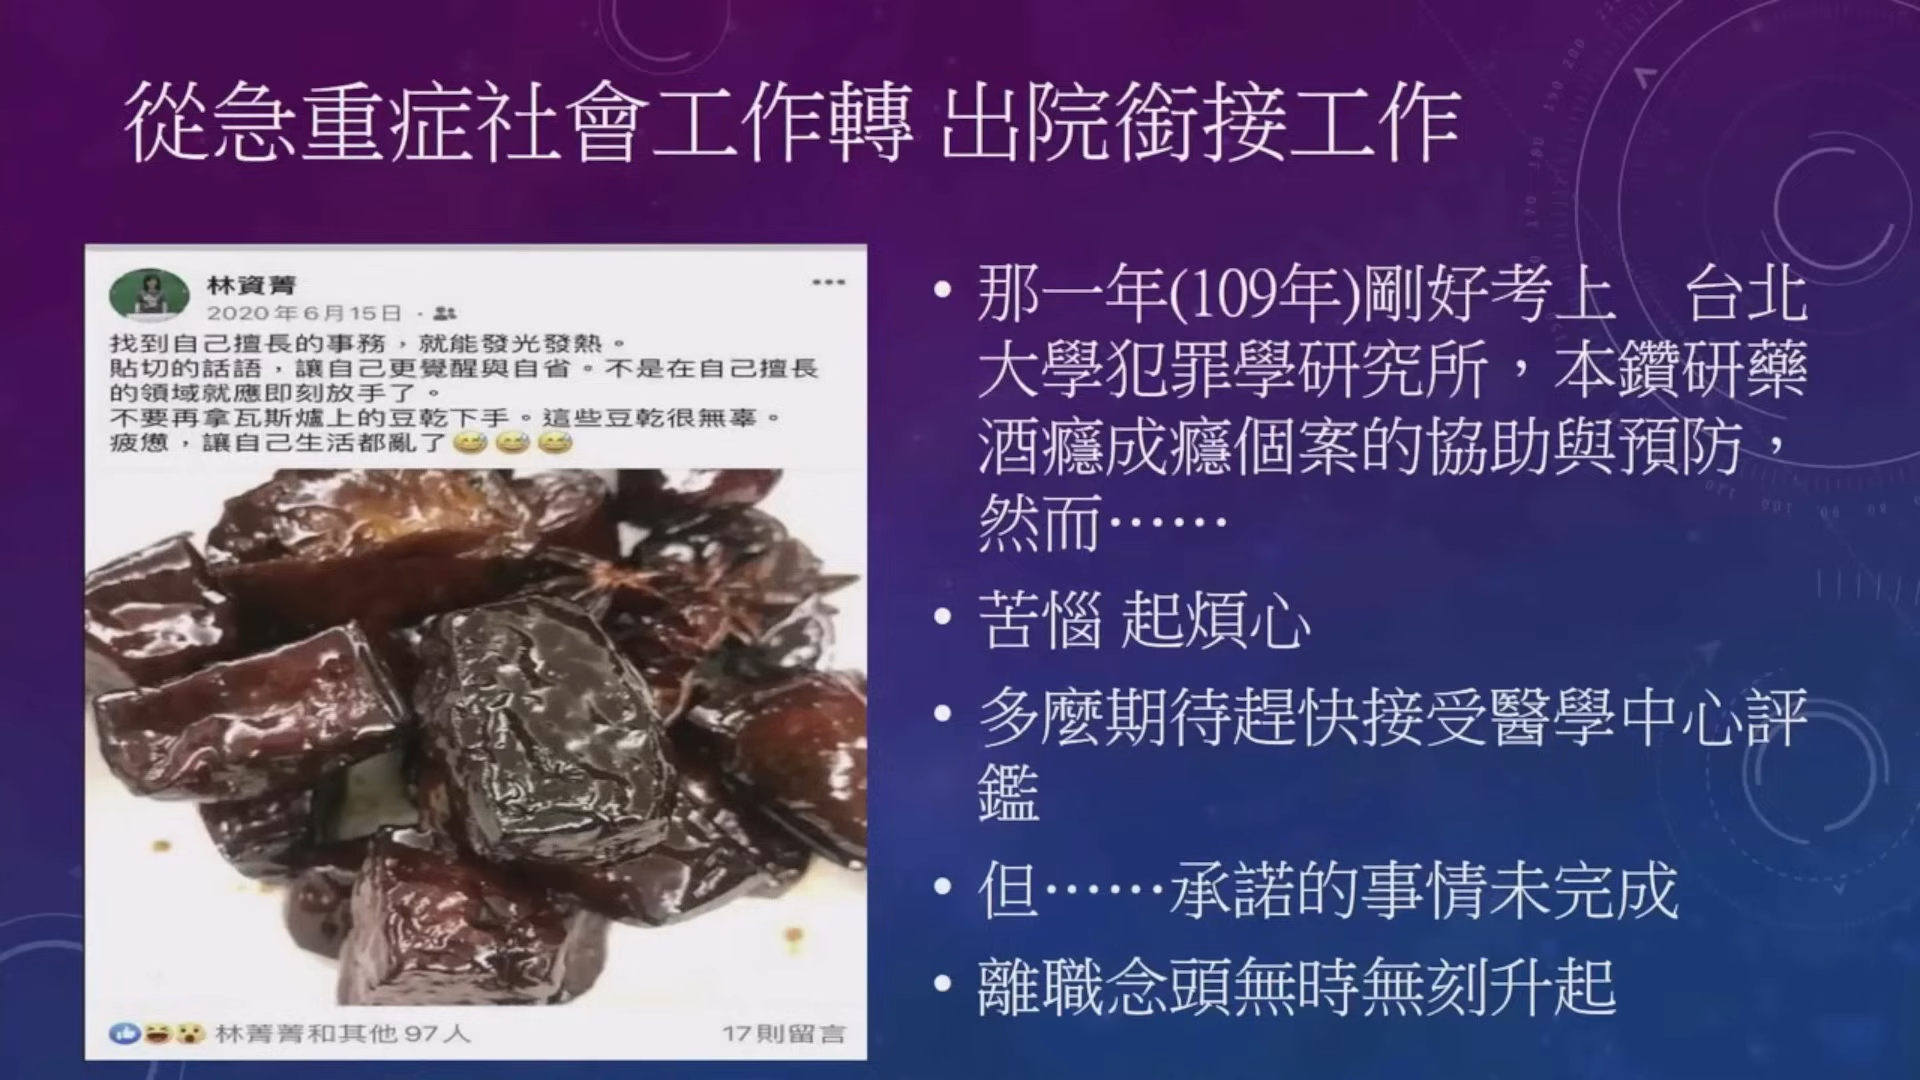 從急重症社會工作轉 出院銜接工作
林資菁
2020年6月15日
找到自己擅長的事務，就能發光發熱。
貼切的話語，讓自己更覺醒與自省。不是在自己擅長
的領域就應即刻放手了。
不要再拿瓦斯爐上的豆乾下手。這些豆乾很無辜。
疲憊，讓自己生活都亂了😅😅😅
林菁菁和其他97人
17則留言
• 那一年(109年)剛好考上　台北
大學犯罪學研究所，本鑽研藥
酒癮成癮個案的協助與預防，
然而……
• 苦惱 起煩心
• 多麼期待趕快接受醫學中心評
鑑
• 但……承諾的事情未完成
• 離職念頭無時無刻升起